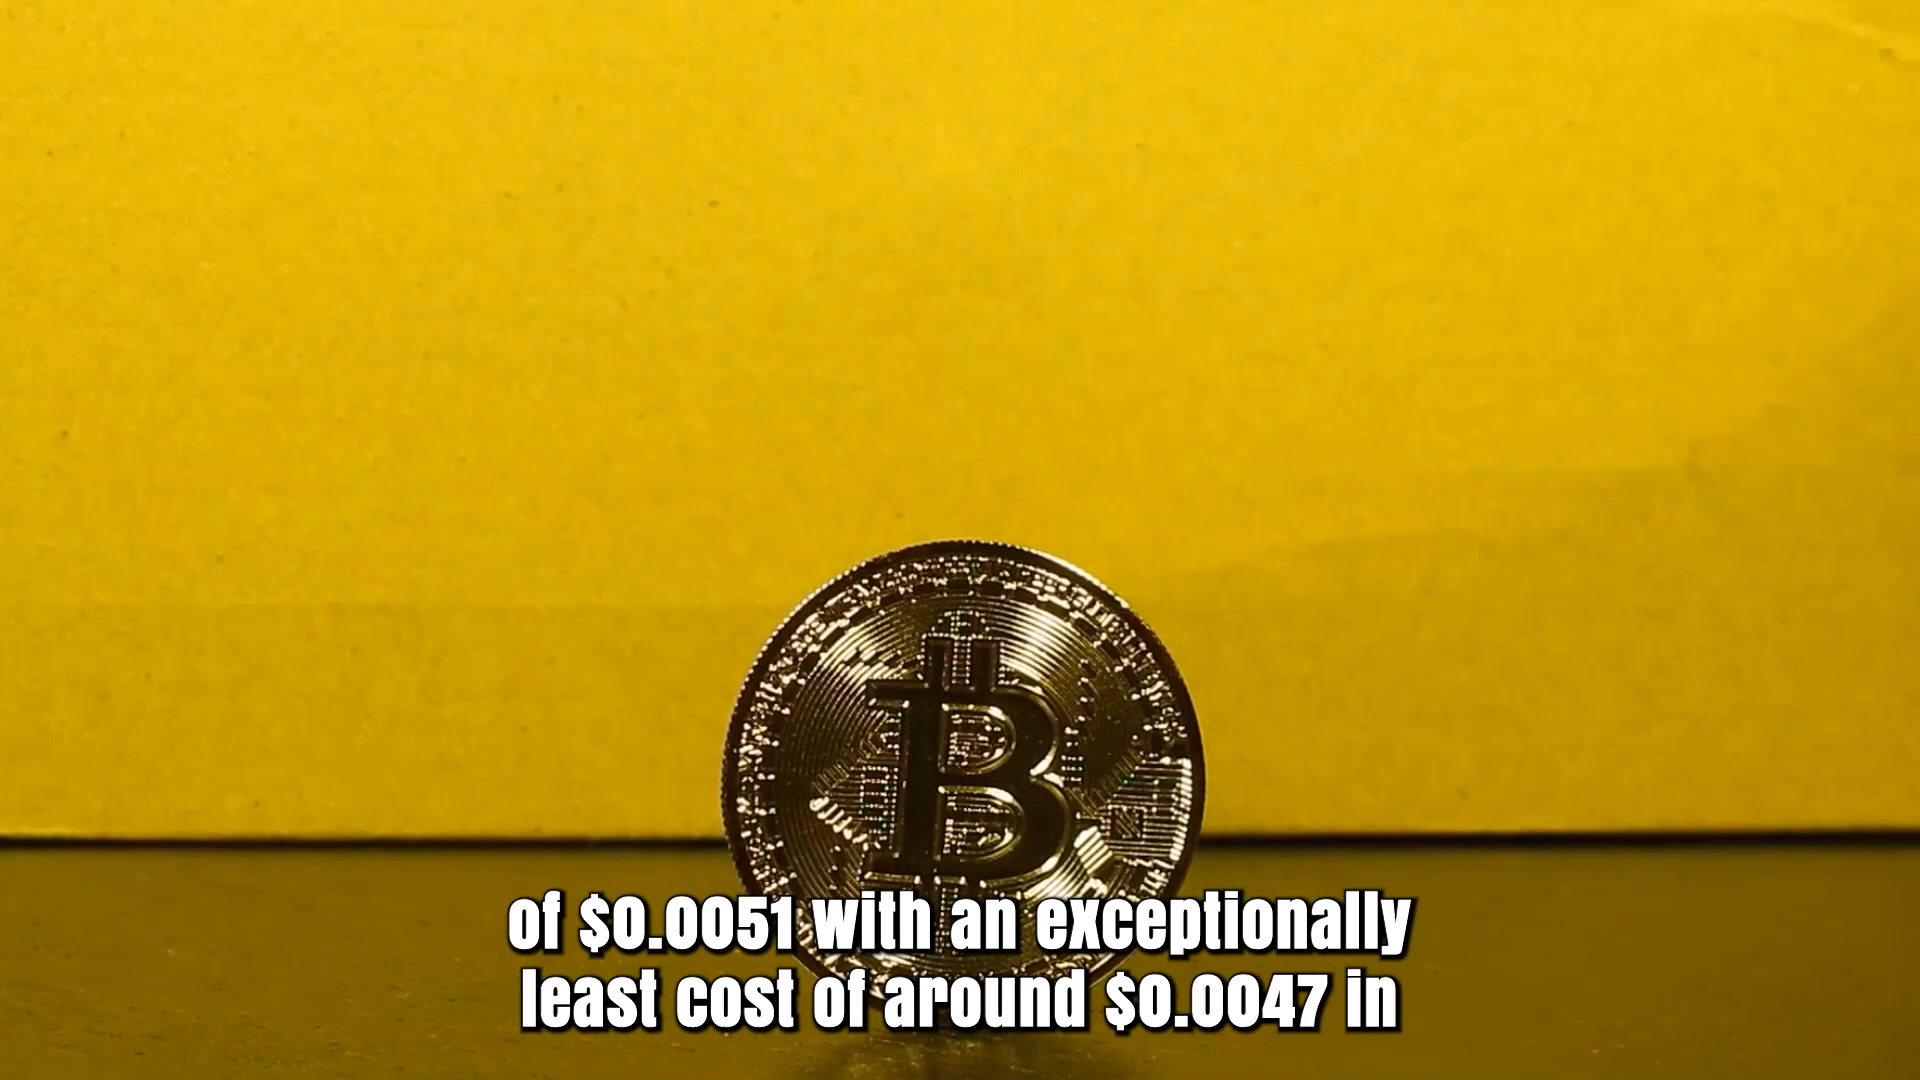 of $0.0051 with an exceptionally
least cost of around $0.0047 in